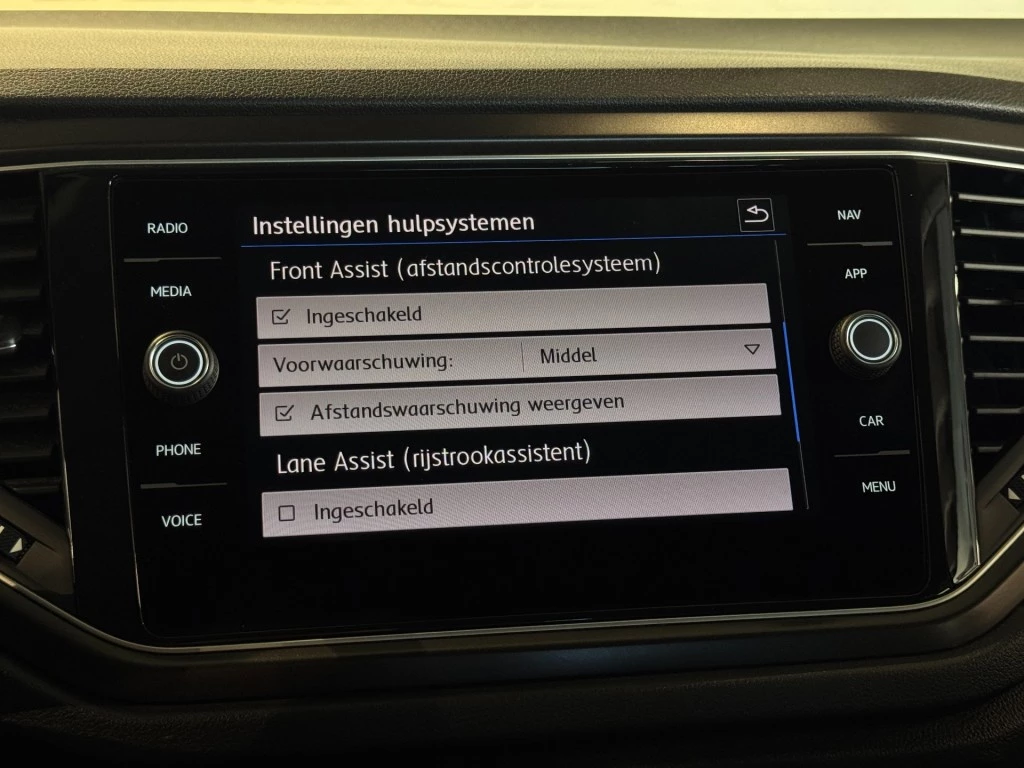 RADIO
MEDIA
PHONE
VOICE
Instellingen hulpsystemen
Front Assist (afstandscontrolesysteem)
Ingeschakeld
Voorwaarschuwing: Middel
Afstandswaarschuwing weergeven
Lane Assist (rijstrookassistent)
Ingeschakeld
NAV
APP
CAR
MENU